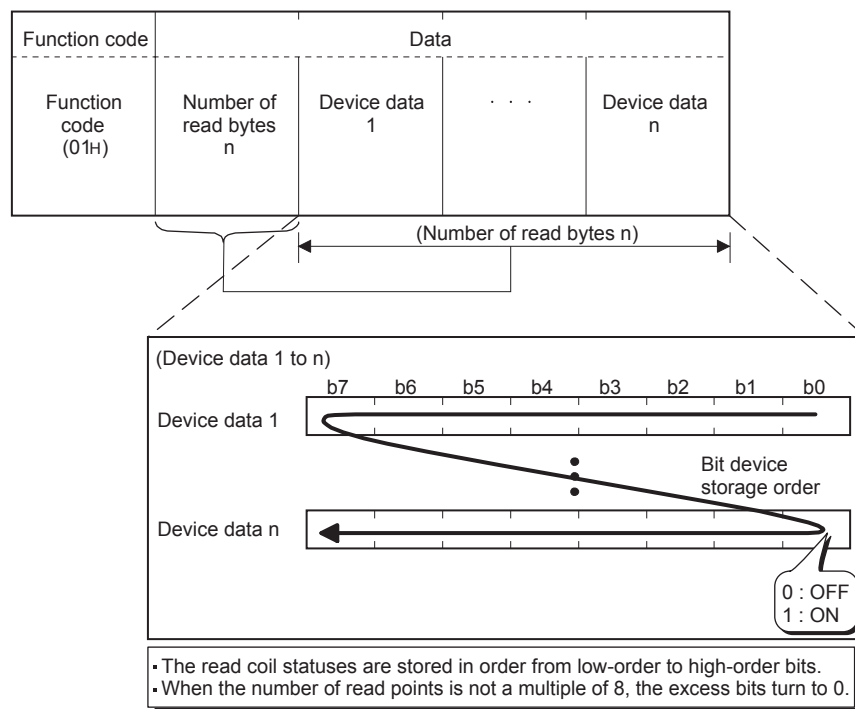 Function code Data
Function code (01H)
Number of read bytes n
Device data 1
· · ·
Device data n
(Number of read bytes n)
(Device data 1 to n)
b7 b6 b5 b4 b3 b2 b1 b0
Device data 1
Bit device
storage order
Device data n
0 : OFF
1 : ON
- The read coil statuses are stored in order from low-order to high-order bits.
- When the number of read points is not a multiple of 8, the excess bits turn to 0.